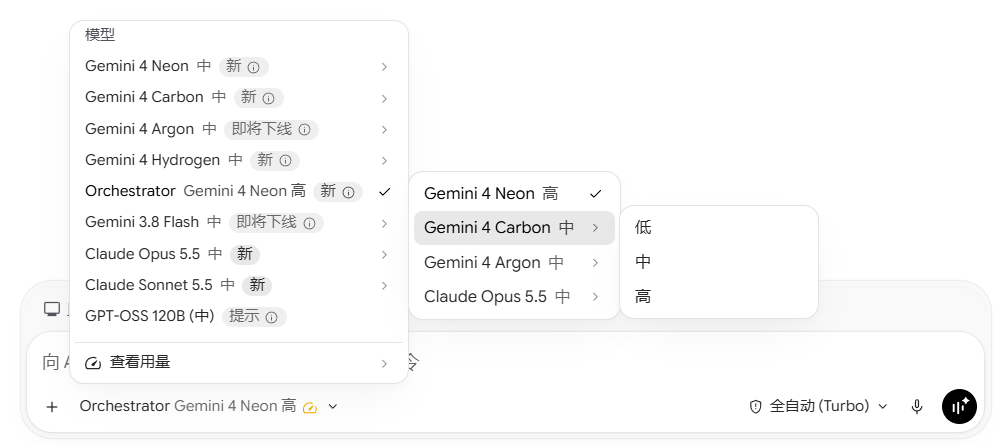 模型
Gemini 4 Neon 中 新
Gemini 4 Carbon 中 新
Gemini 4 Argon 中 即将下线
Gemini 4 Hydrogen 中 新
Orchestrator Gemini 4 Neon 高 新
Gemini 3.8 Flash 中 即将下线
Claude Opus 5.5 中 新
Claude Sonnet 5.5 中 新
GPT-OSS 120B (中) 提示
查看用量
Gemini 4 Neon 高
Gemini 4 Carbon 中
Gemini 4 Argon 中
Claude Opus 5.5 中
低
中
高
向 A
令
Orchestrator Gemini 4 Neon 高
全自动 (Turbo)